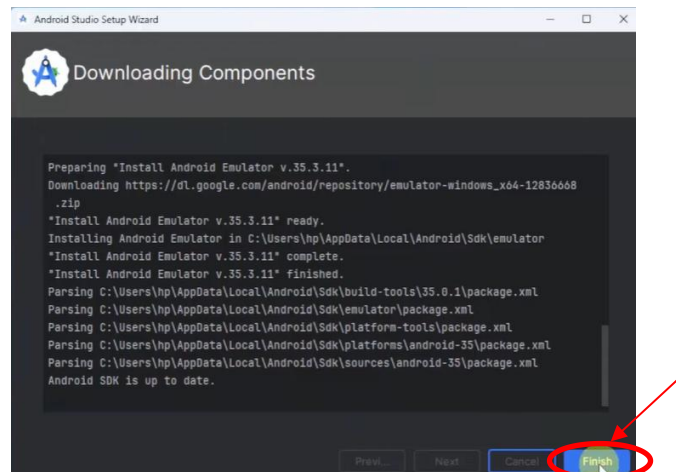 Android Studio Setup Wizard
Downloading Components
Preparing "Install Android Emulator v.35.3.11".
Downloading https://dl.google.com/android/repository/emulator-windows_x64-12836668
.zip
"Install Android Emulator v.35.3.11" ready.
Installing Android Emulator in C:\Users\hp\AppData\Local\Android\Sdk\emulator
"Install Android Emulator v.35.3.11" complete.
"Install Android Emulator v.35.3.11" finished.
Parsing C:\Users\hp\AppData\Local\Android\Sdk\build-tools\35.0.1\package.xml
Parsing C:\Users\hp\AppData\Local\Android\Sdk\emulator\package.xml
Parsing C:\Users\hp\AppData\Local\Android\Sdk\platform-tools\package.xml
Parsing C:\Users\hp\AppData\Local\Android\Sdk\platforms\android-35\package.xml
Parsing C:\Users\hp\AppData\Local\Android\Sdk\sources\android-35\package.xml
Android SDK is up to date.
Previ... Next Cancel Finish